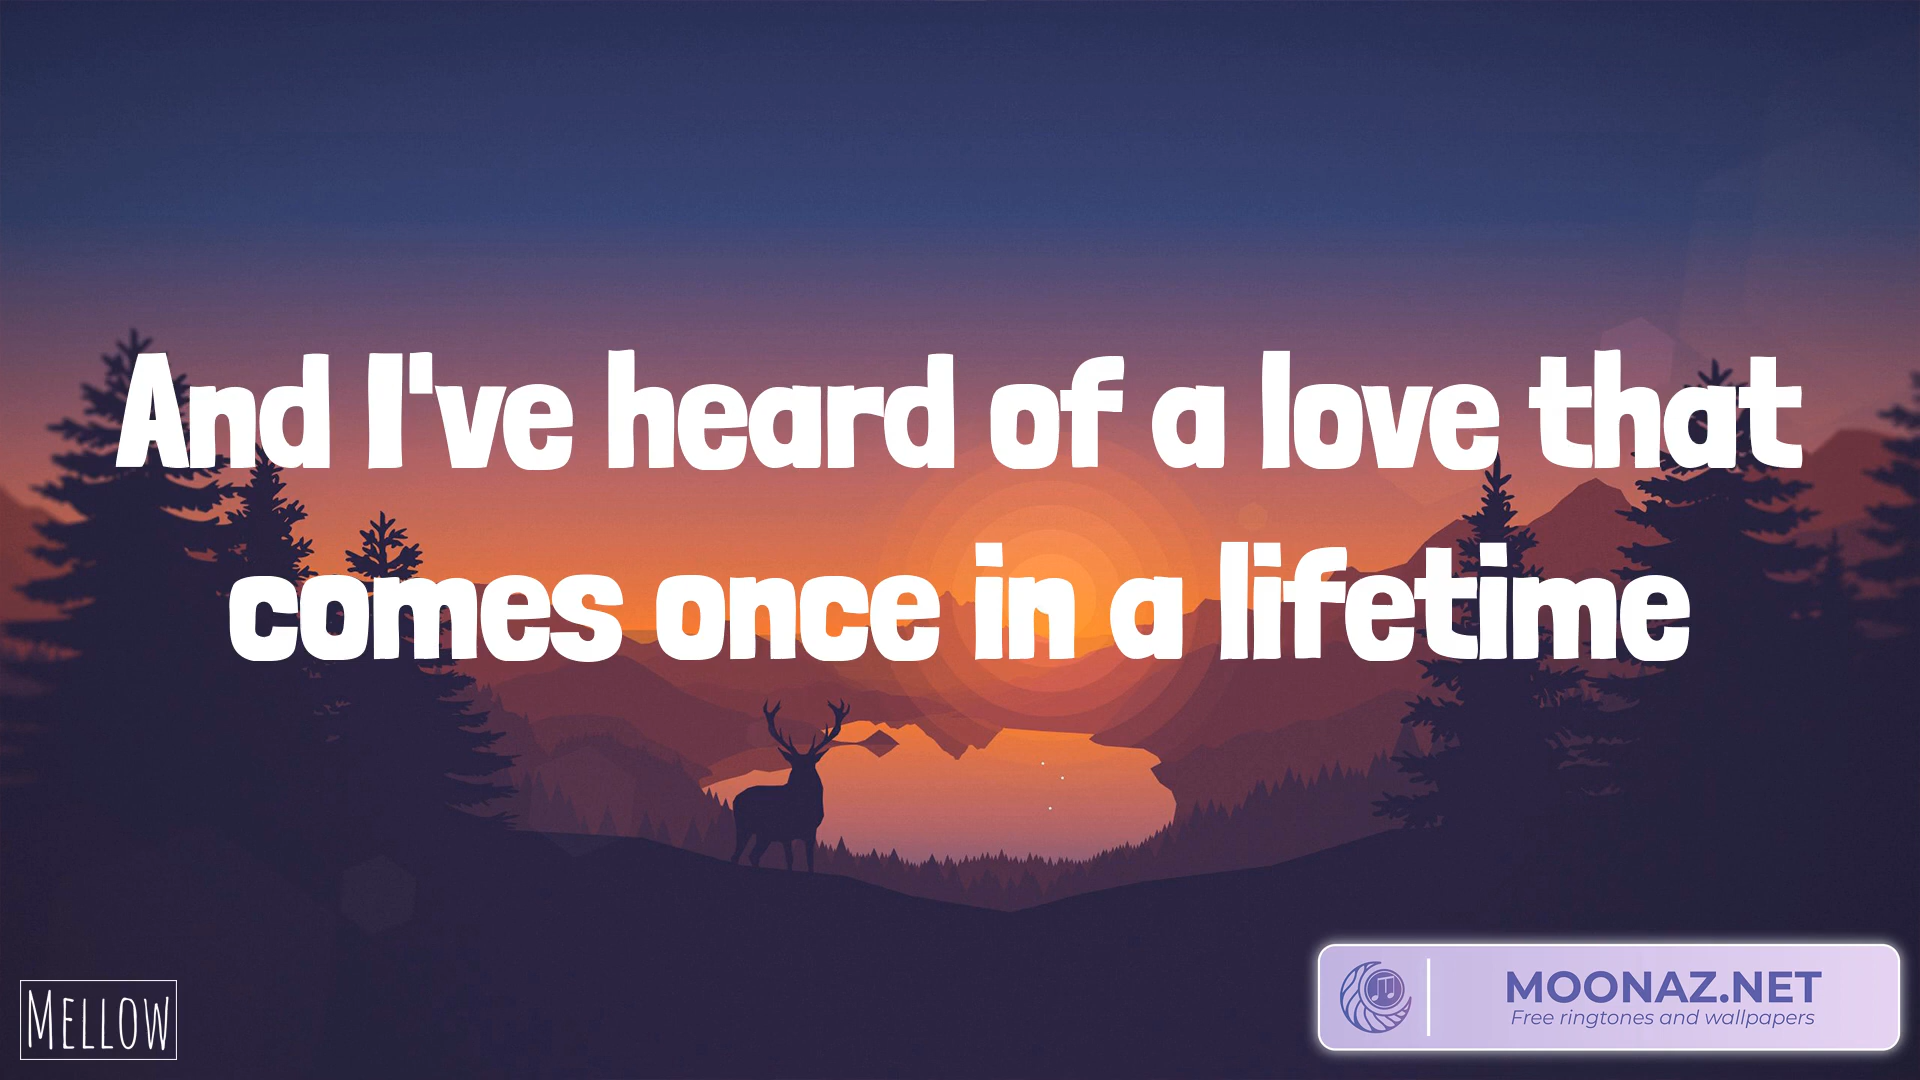 And I've heard of a love that
comes once in a lifetime
MELLOW
MOONAZ.NET
Free ringtones and wallpapers